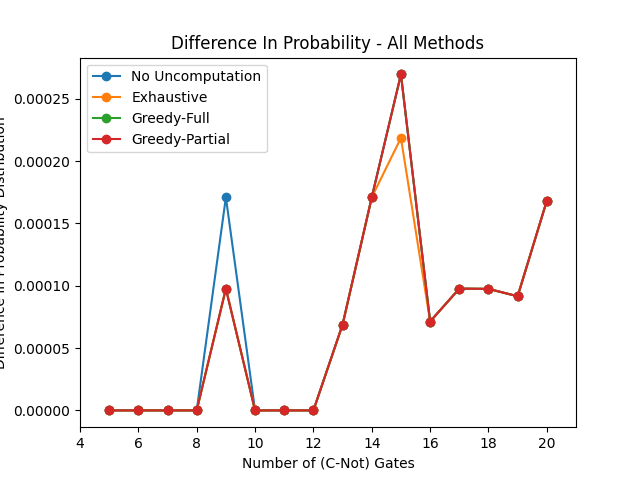 Difference In Probability - All Methods
No Uncomputation
Exhaustive
Greedy-Full
Greedy-Partial
0.00025
0.00020
0.00015
0.00010
0.00005
0.00000
in Probability Distribution
4 6 8 10 12 14 16 18 20
Number of (C-Not) Gates